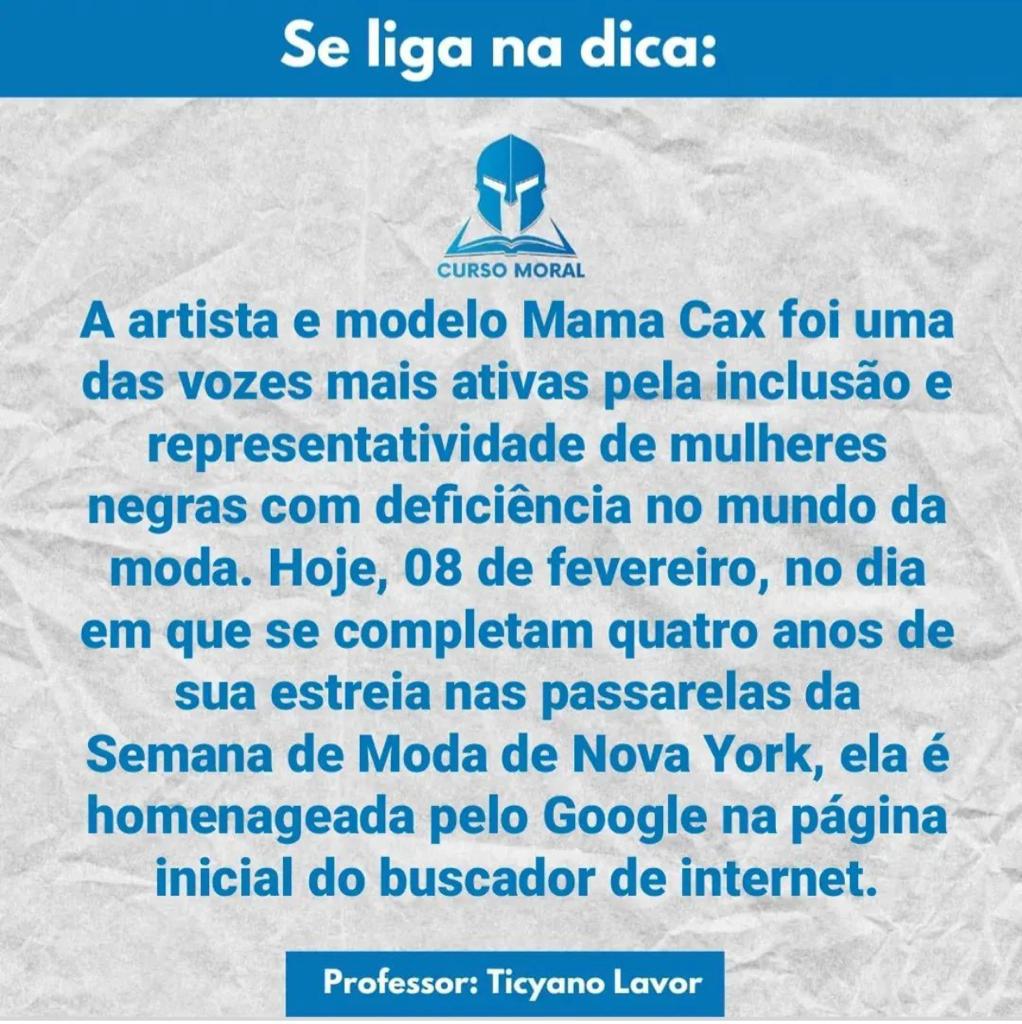 Se liga na dica:
CURSO MORAL
A artista e modelo Mama Cax foi uma
das vozes mais ativas pela inclusão e
representatividade de mulheres
negras com deficiência no mundo da
moda. Hoje, 08 de fevereiro, no dia
em que se completam quatro anos de
sua estreia nas passarelas da
Semana de Moda de Nova York, ela é
homenageada pelo Google na página
inicial do buscador de internet.
Professor: Ticyano Lavor